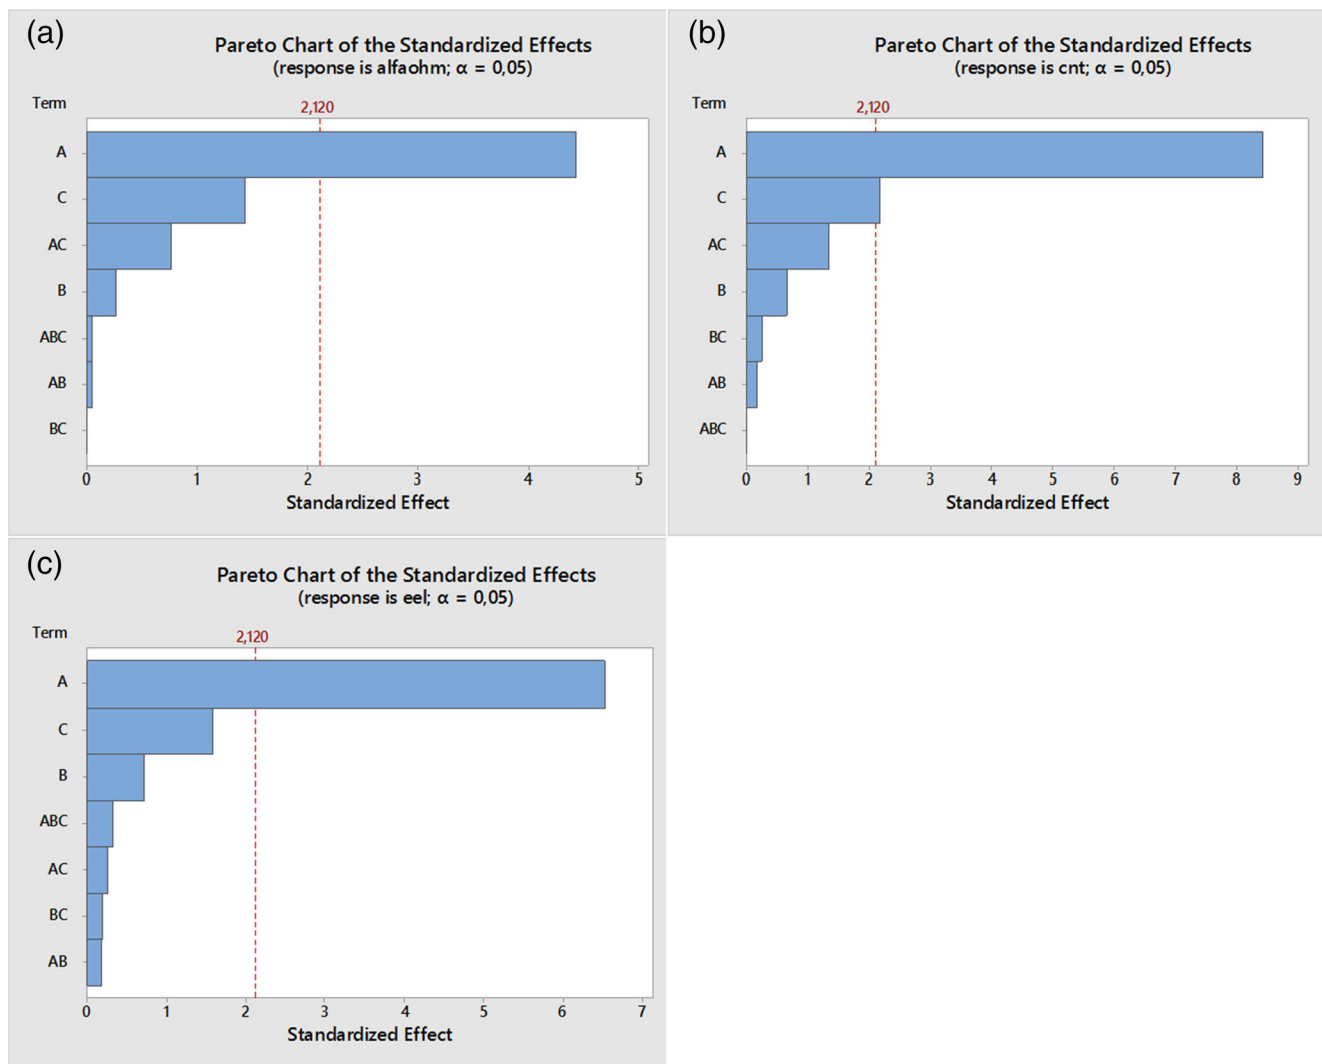 (a)
Pareto Chart of the Standardized Effects
(response is alfaohm; α = 0,05)
Term
2,120
A
C
AC
B
ABC
AB
BC
0 1 2 3 4 5
Standardized Effect
(b)
Pareto Chart of the Standardized Effects
(response is cnt; α = 0,05)
Term
2,120
A
C
AC
B
BC
AB
ABC
0 1 2 3 4 5 6 7 8 9
Standardized Effect
(c)
Pareto Chart of the Standardized Effects
(response is eel; α = 0,05)
Term
2,120
A
C
B
ABC
AC
BC
AB
0 1 2 3 4 5 6 7
Standardized Effect